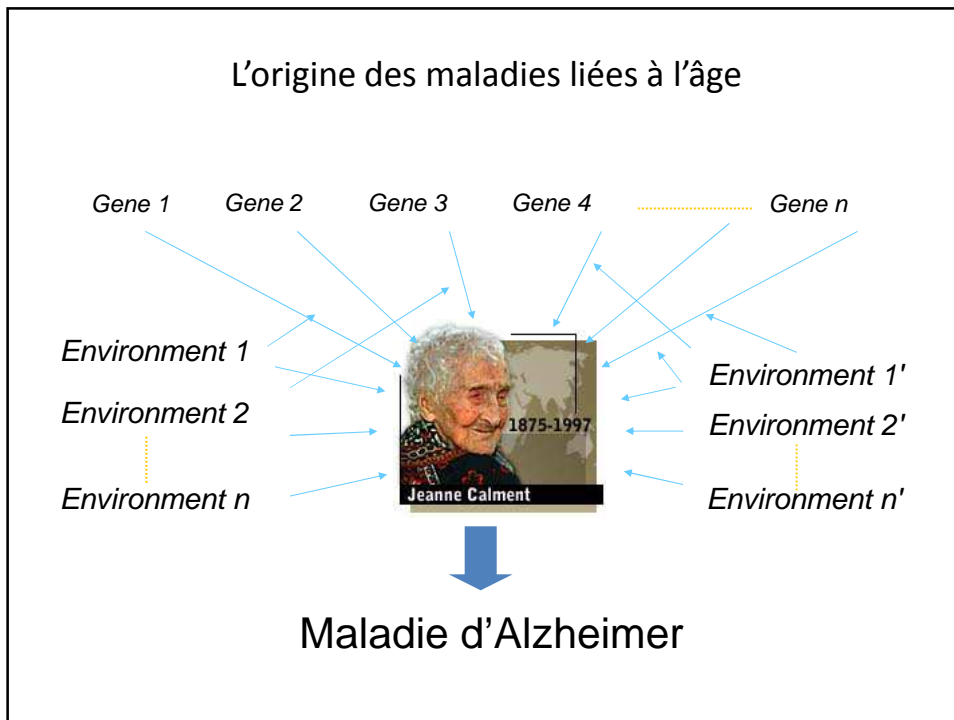 L’origine des maladies liées à l’âge
Gene 1 Gene 2 Gene 3 Gene 4 Gene n
Environment 1
Environment 2
Environment n
1875-1997
Jeanne Calment
Environment 1'
Environment 2'
Environment n'
Maladie d’Alzheimer